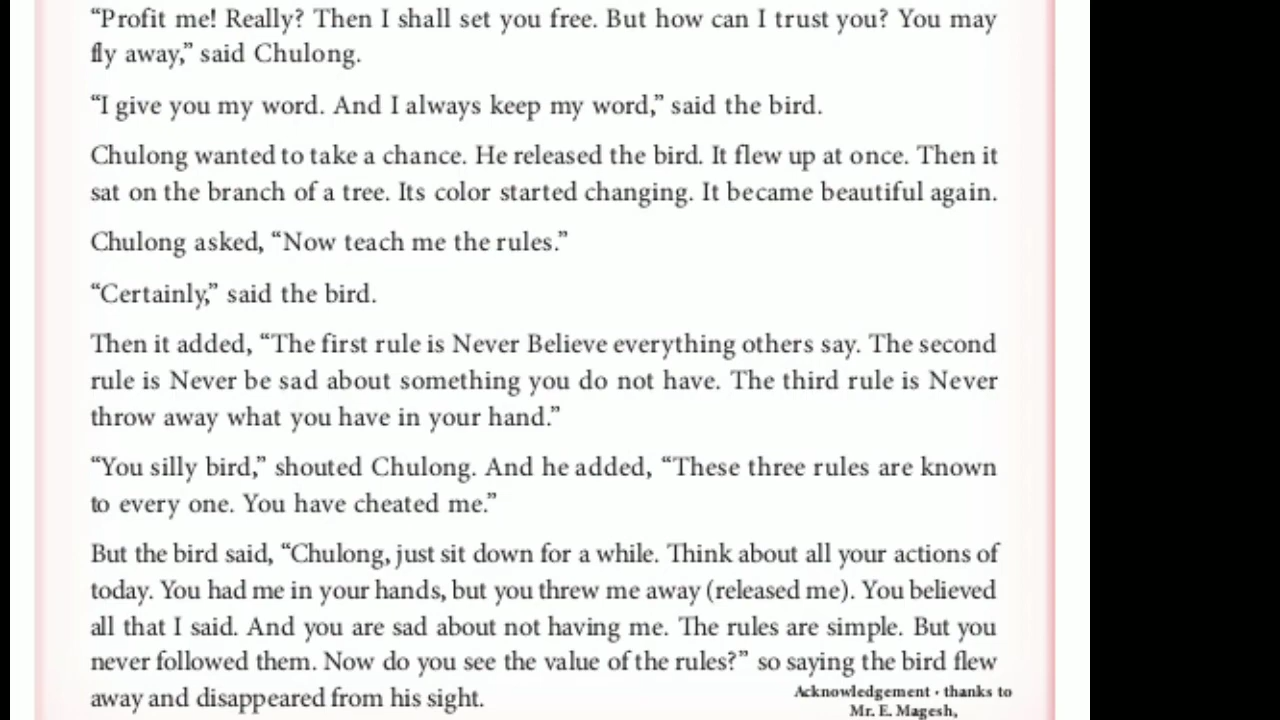 “Profit me! Really? Then I shall set you free. But how can I trust you? You may
fly away,” said Chulong.
“I give you my word. And I always keep my word,” said the bird.
Chulong wanted to take a chance. He released the bird. It flew up at once. Then it
sat on the branch of a tree. Its color started changing. It became beautiful again.
Chulong asked, “Now teach me the rules.”
“Certainly,” said the bird.
Then it added, “The first rule is Never Believe everything others say. The second
rule is Never be sad about something you do not have. The third rule is Never
throw away what you have in your hand.”
“You silly bird,” shouted Chulong. And he added, “These three rules are known
to every one. You have cheated me.”
But the bird said, “Chulong, just sit down for a while. Think about all your actions of
today. You had me in your hands, but you threw me away (released me). You believed
all that I said. And you are sad about not having me. The rules are simple. But you
never followed them. Now do you see the value of the rules?” so saying the bird flew
away and disappeared from his sight.
Acknowledgement · thanks to
Mr. E. Magesh,